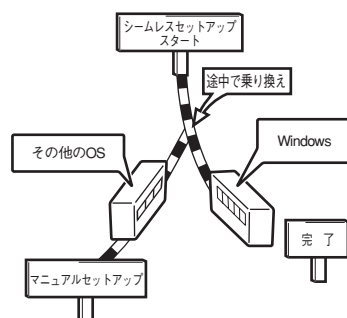 シームレスセットアップ
スタート
途中で乗り換え
その他のOS
Windows
完 了
マニュアルセットアップ